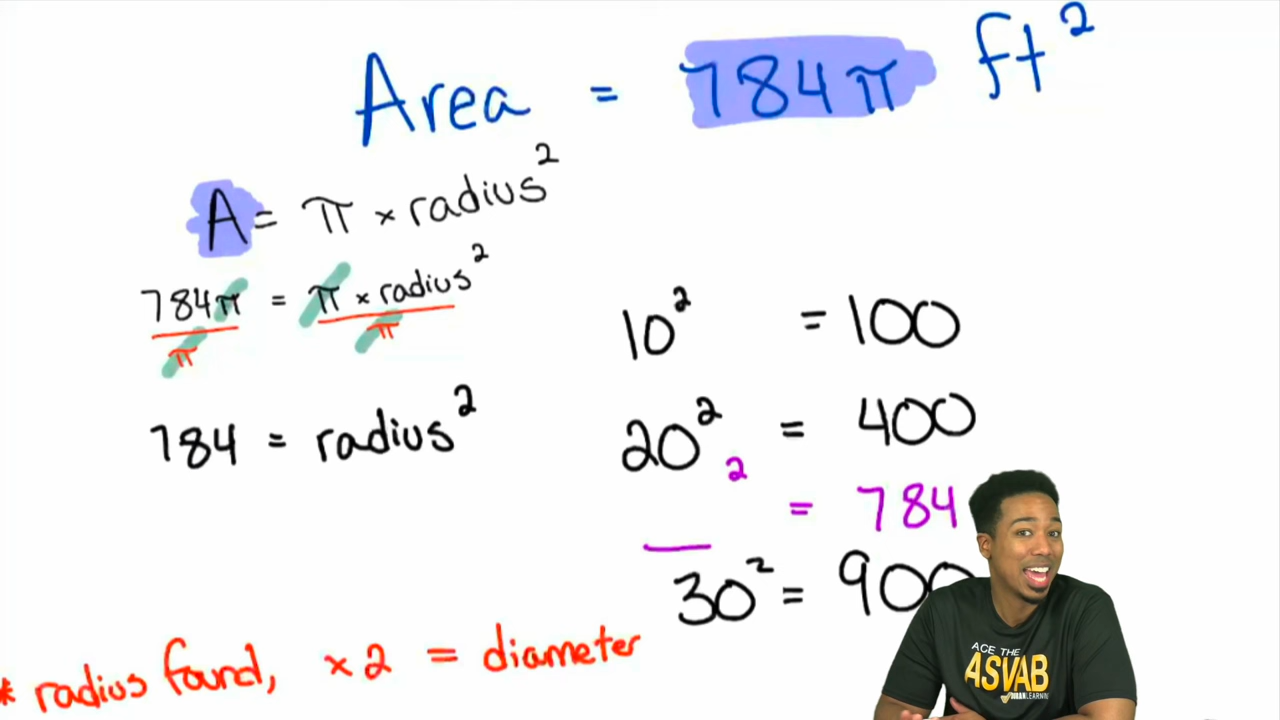 Area = 784π ft²
A = π × radius²
784π = π × radius²
π π
784 = radius²
10² = 100
20² = 400
__² = 784
30² = 900
* radius found, ×2 = diameter
ACE THE
ASVAB